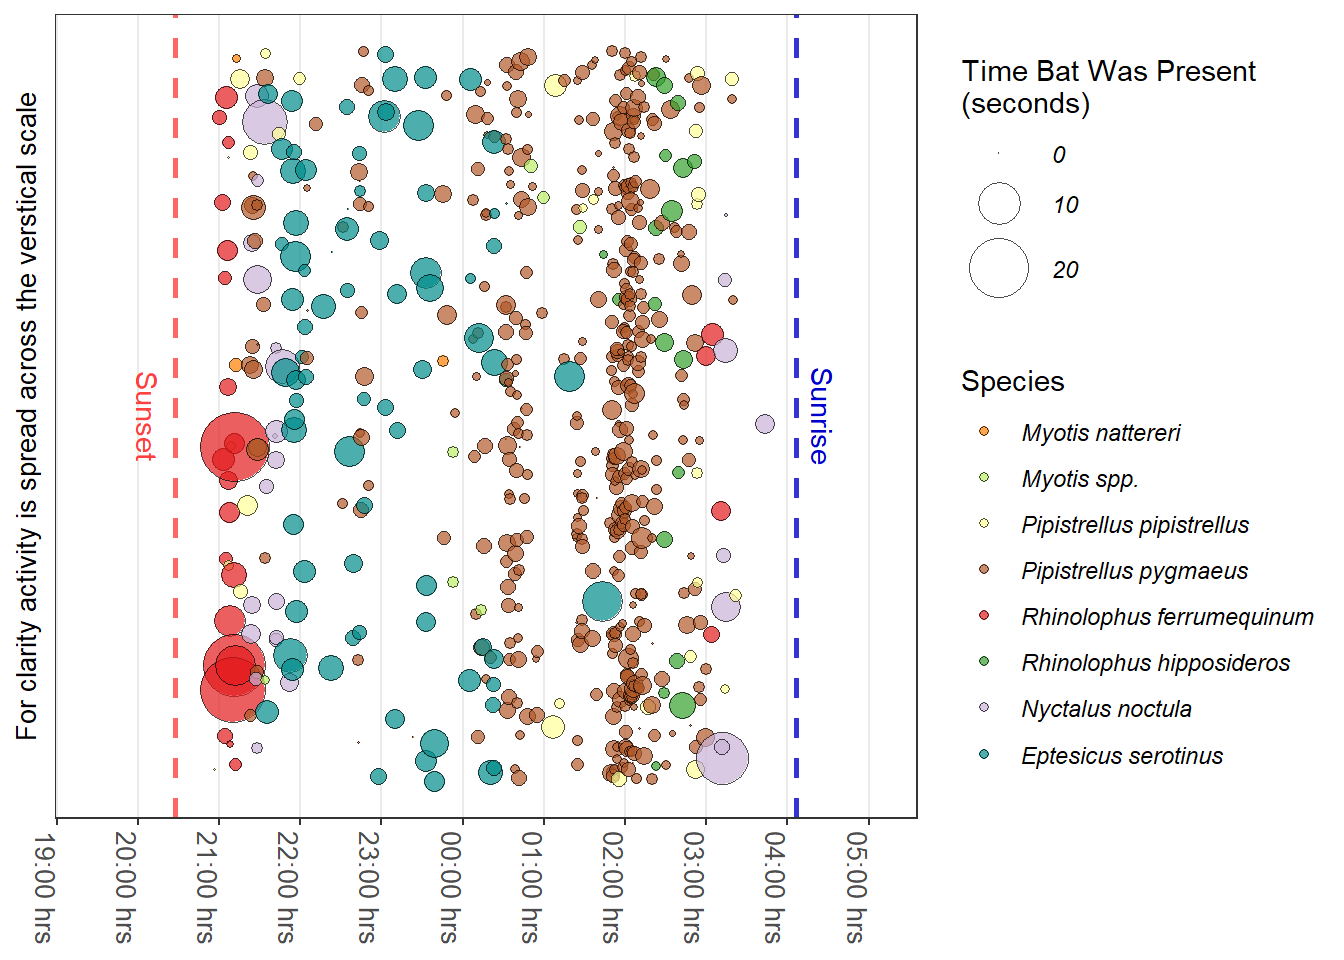 For clarity activity is spread across the verstical scale
Sunset
Sunrise
19:00 hrs
20:00 hrs
21:00 hrs
22:00 hrs
23:00 hrs
00:00 hrs
01:00 hrs
02:00 hrs
03:00 hrs
04:00 hrs
05:00 hrs
Time Bat Was Present
(seconds)
0
10
20
Species
Myotis nattereri
Myotis spp.
Pipistrellus pipistrellus
Pipistrellus pygmaeus
Rhinolophus ferrumequinum
Rhinolophus hipposideros
Nyctalus noctula
Eptesicus serotinus